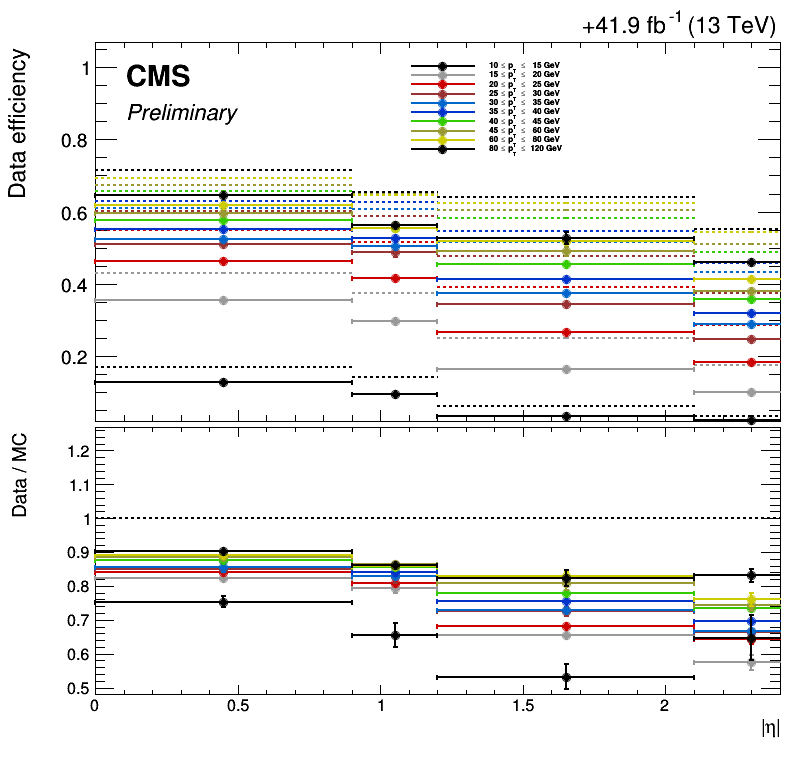 +41.9 fb⁻¹ (13 TeV)
Data efficiency
CMS
Preliminary
10 ≤ p_T ≤ 15 GeV
15 ≤ p_T ≤ 20 GeV
20 ≤ p_T ≤ 25 GeV
25 ≤ p_T ≤ 30 GeV
30 ≤ p_T ≤ 35 GeV
35 ≤ p_T ≤ 40 GeV
40 ≤ p_T ≤ 45 GeV
45 ≤ p_T ≤ 60 GeV
60 ≤ p_T ≤ 80 GeV
80 ≤ p_T ≤ 120 GeV
1
0.8
0.6
0.4
0.2
Data / MC
1.2
1.1
1
0.9
0.8
0.7
0.6
0.5
0 0.5 1 1.5 2
|η|